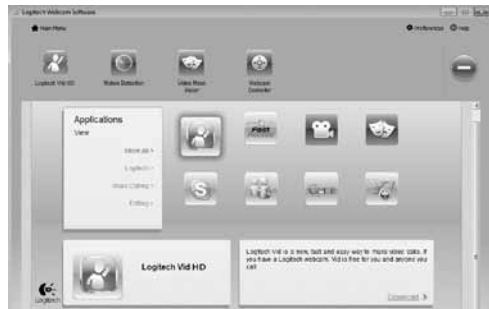 Logitech Webcam Software
Main Menu
Preferences
Help
Logitech Vid HD
Motion Detection
Video Mask Maker
Webcam Controller
Applications
View
Logitech >
Video Calling >
Editing >
Logitech Vid HD
Logitech Vid is a new, fast and easy way to make video calls. If
you have a Logitech webcam, Vid is free for you and anyone you
call.
Download >
Logitech